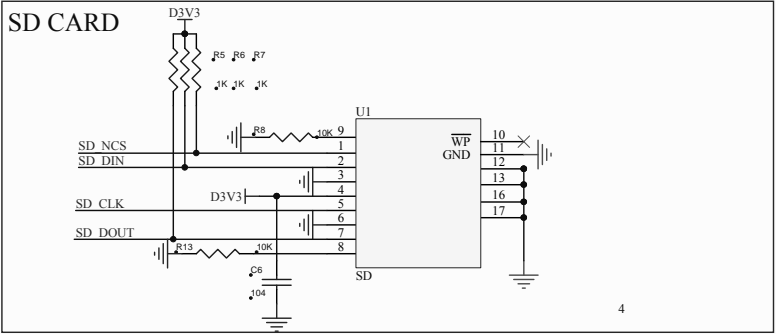 SD CARD
D3V3
R5 R6 R7
1K 1K 1K
U1
R8 10K 9
SD_NCS 1
SD_DIN 2
3
D3V3 4
SD_CLK 5
6
SD_DOUT 7
R13 10K 8
WP 10
GND 11
12
13
16
17
C6
104
SD
4